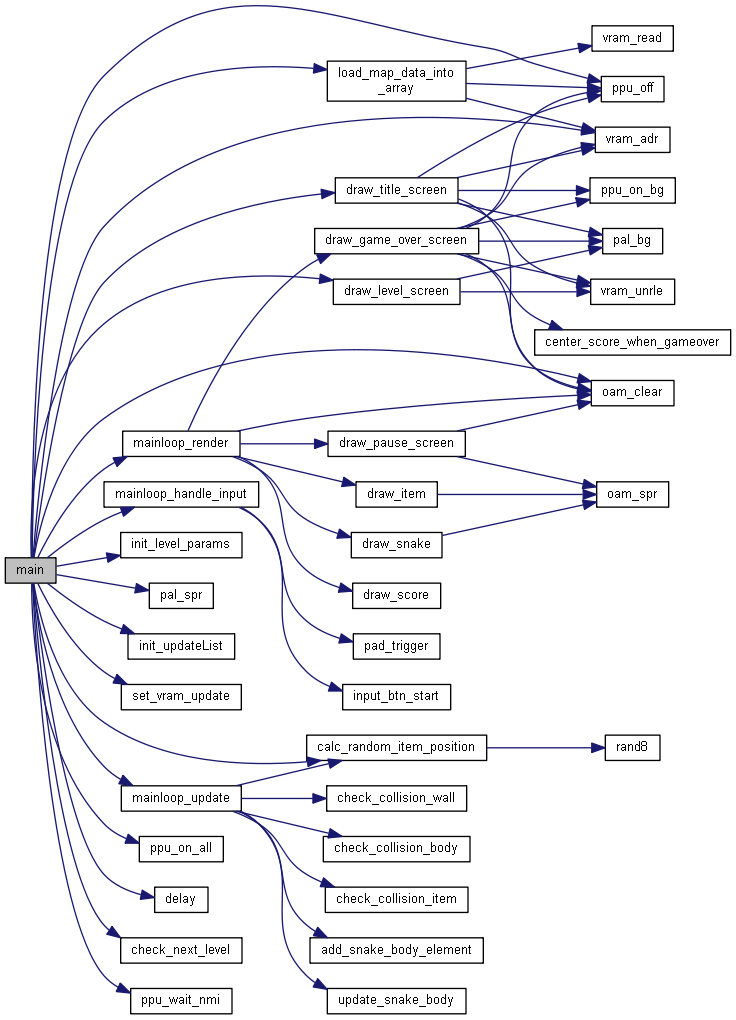 vram_read
load_map_data_into
_array
ppu_off
vram_adr
draw_title_screen
ppu_on_bg
draw_game_over_screen
pal_bg
draw_level_screen
vram_unrle
center_score_when_gameover
oam_clear
mainloop_render
draw_pause_screen
mainloop_handle_input
draw_item
oam_spr
init_level_params
draw_snake
main
pal_spr
draw_score
init_updateList
pad_trigger
set_vram_update
input_btn_start
calc_random_item_position
rand8
mainloop_update
check_collision_wall
ppu_on_all
check_collision_body
delay
check_collision_item
check_next_level
add_snake_body_element
ppu_wait_nmi
update_snake_body